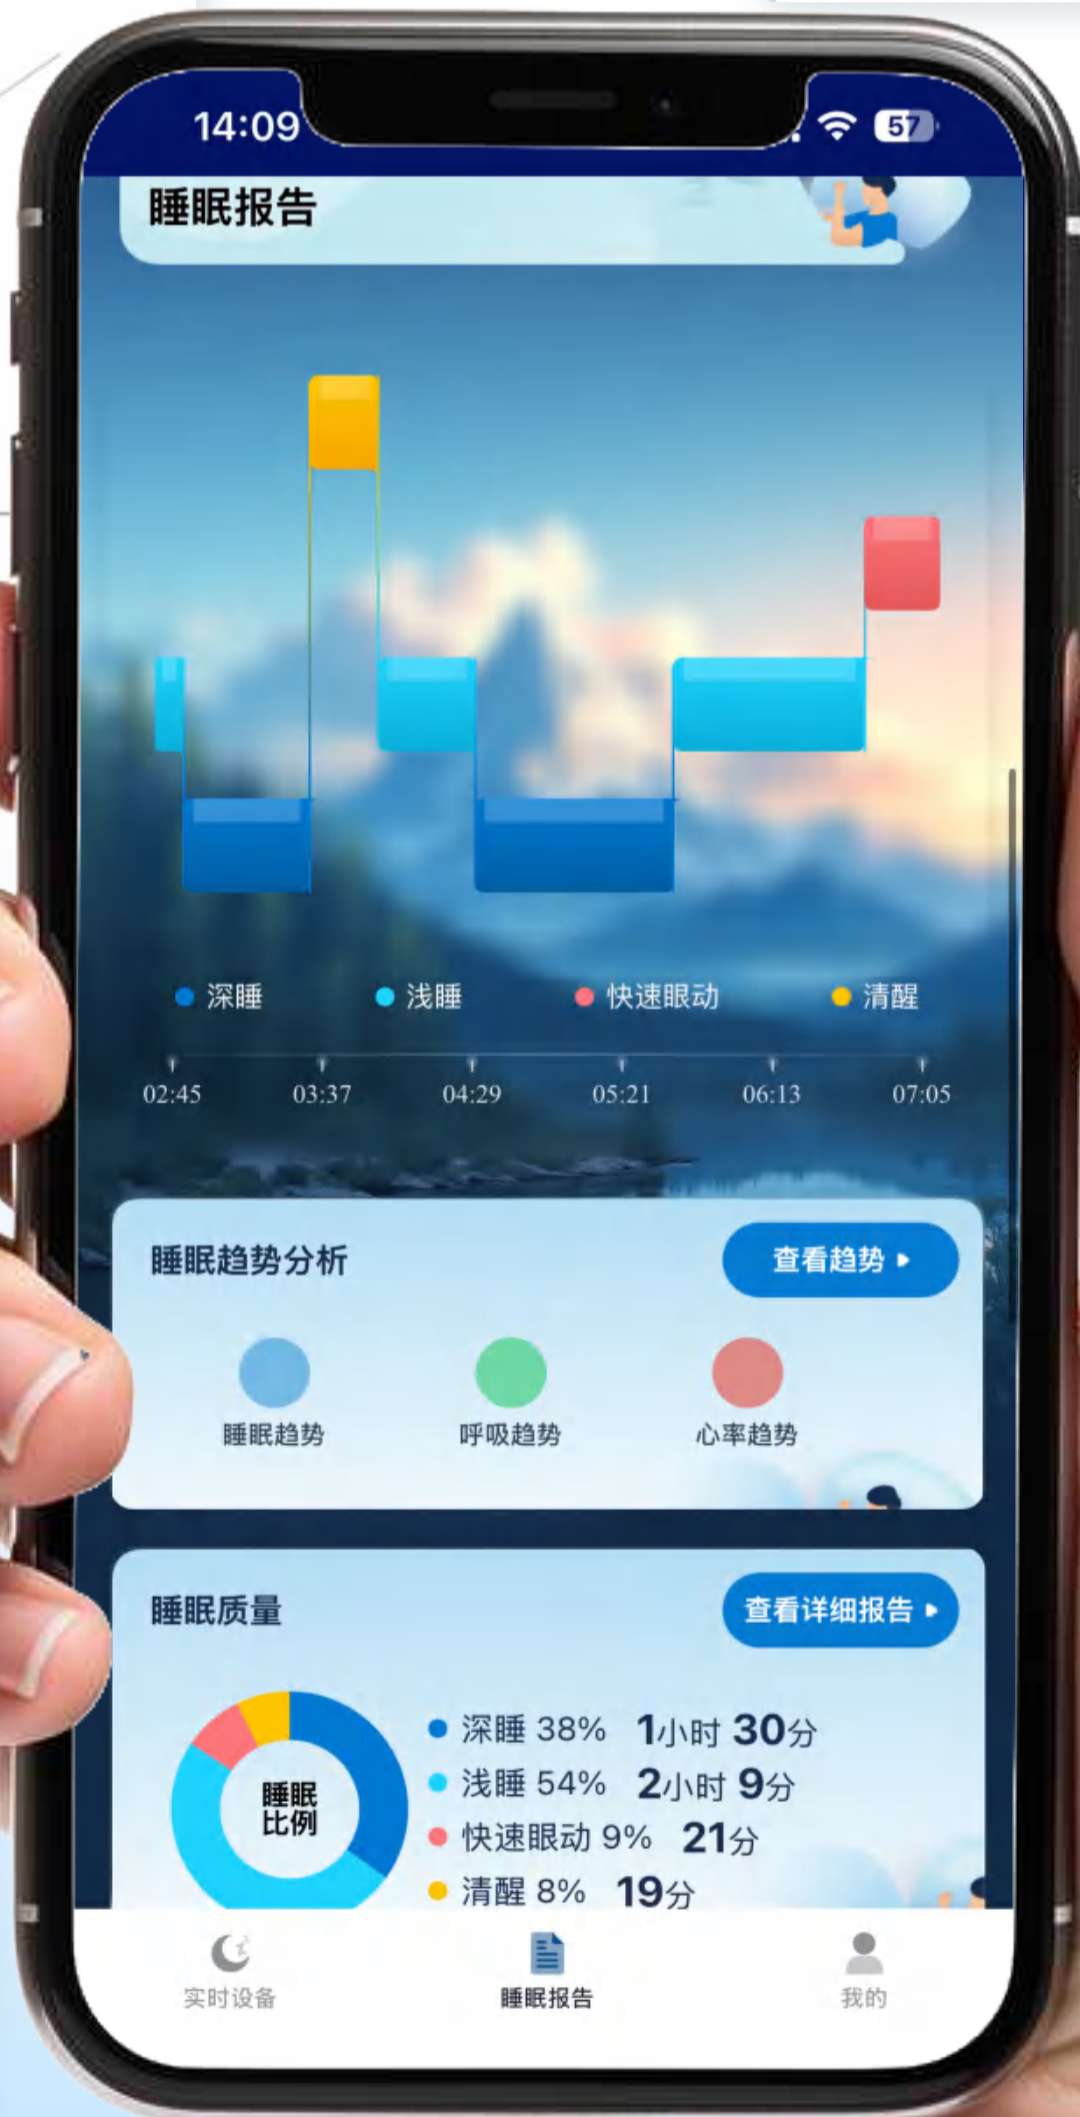 14:09
57
睡眠报告
深睡 浅睡 快速眼动 清醒
02:45 03:37 04:29 05:21 06:13 07:05
睡眠趋势分析
查看趋势
睡眠趋势 呼吸趋势 心率趋势
睡眠质量
查看详细报告
睡眠
比例
深睡 38% 1小时 30分
浅睡 54% 2小时 9分
快速眼动 9% 21分
清醒 8% 19分
实时设备 睡眠报告 我的